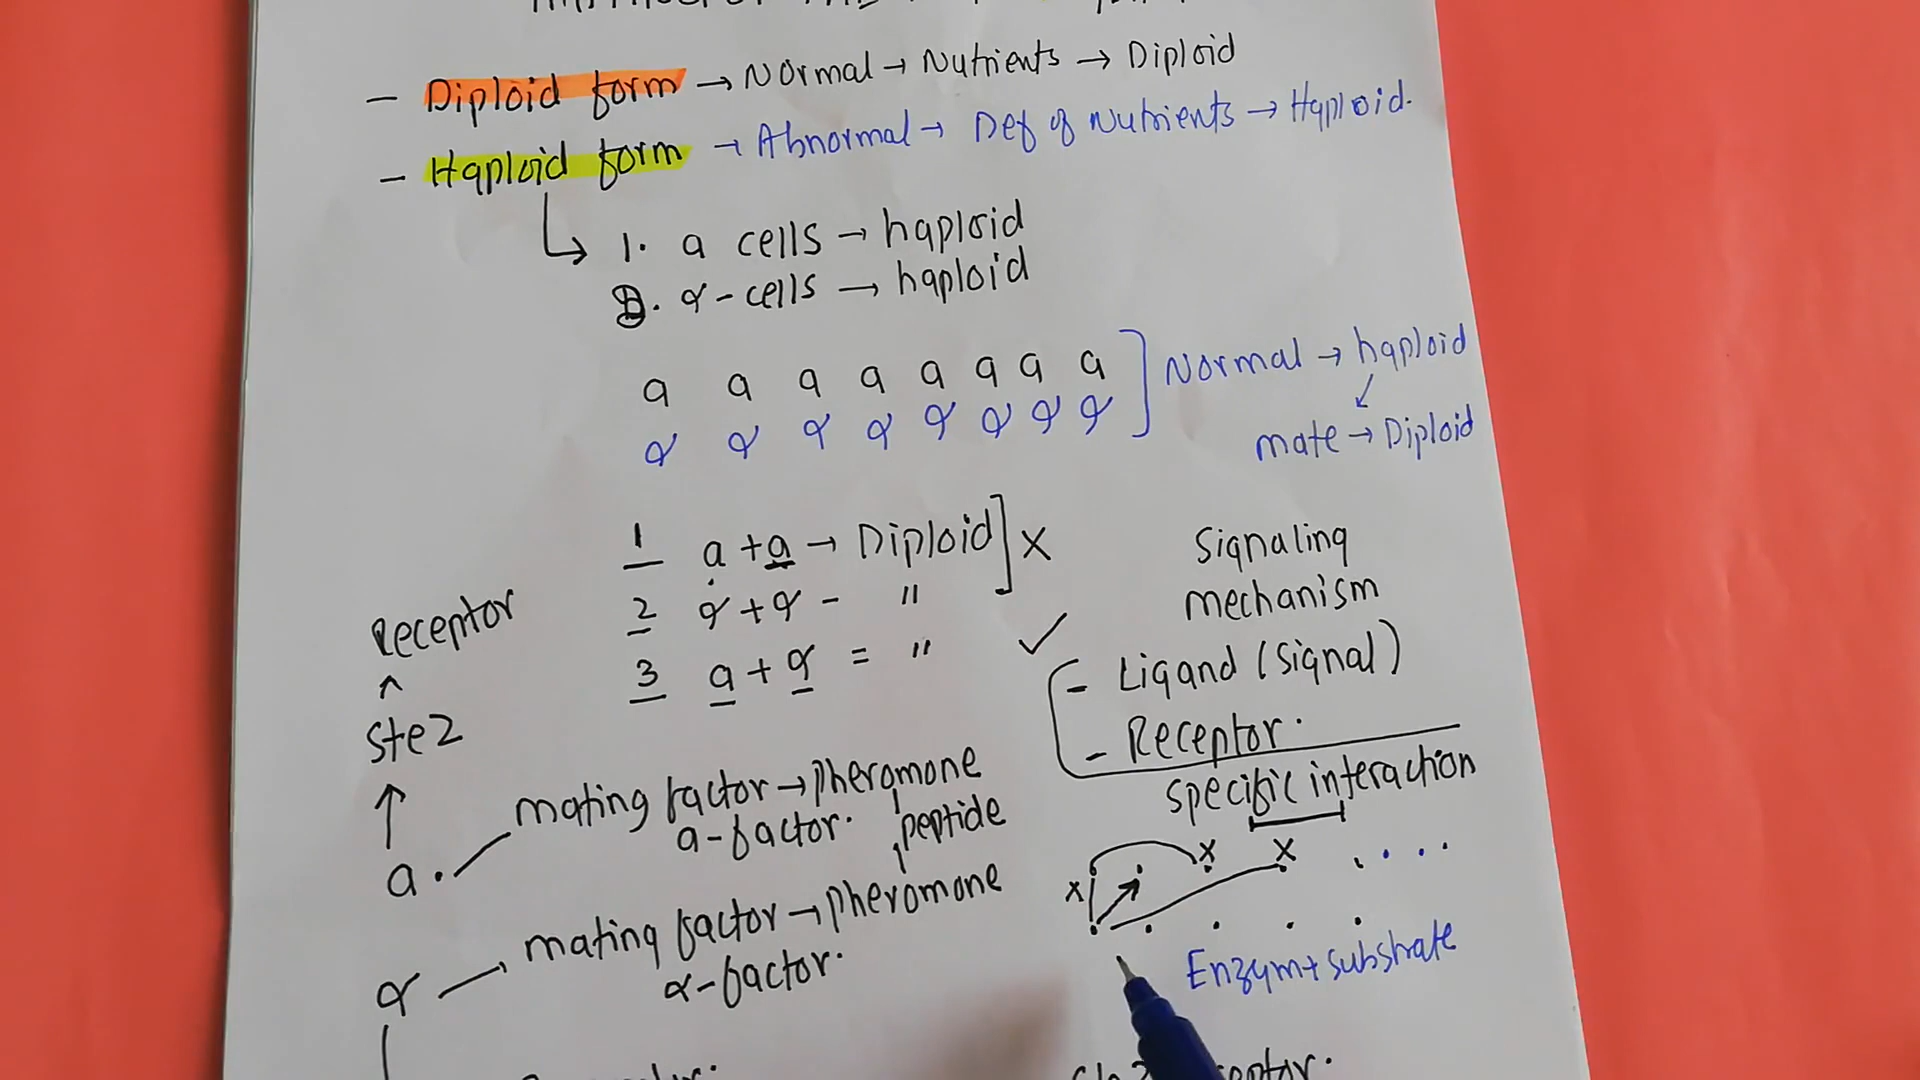 - Diploid form → Normal → Nutrients → Diploid
- Haploid form → Abnormal → Def of Nutrients → Haploid.
1. a cells → haploid
2. α-cells → haploid
a a a a a a a a
α α α α α α α α
Normal → haploid
mate → Diploid
1 a + a → Diploid ] X
2 α + α - "
3 a + α = " ✓
Signaling
mechanism
- Ligand (signal)
- Receptor.
specific interaction
X X X
Enzym + substrate
Receptor
Ste2
a. mating factor → pheromone
a-factor. peptide
α → mating factor → pheromone
α-factor.